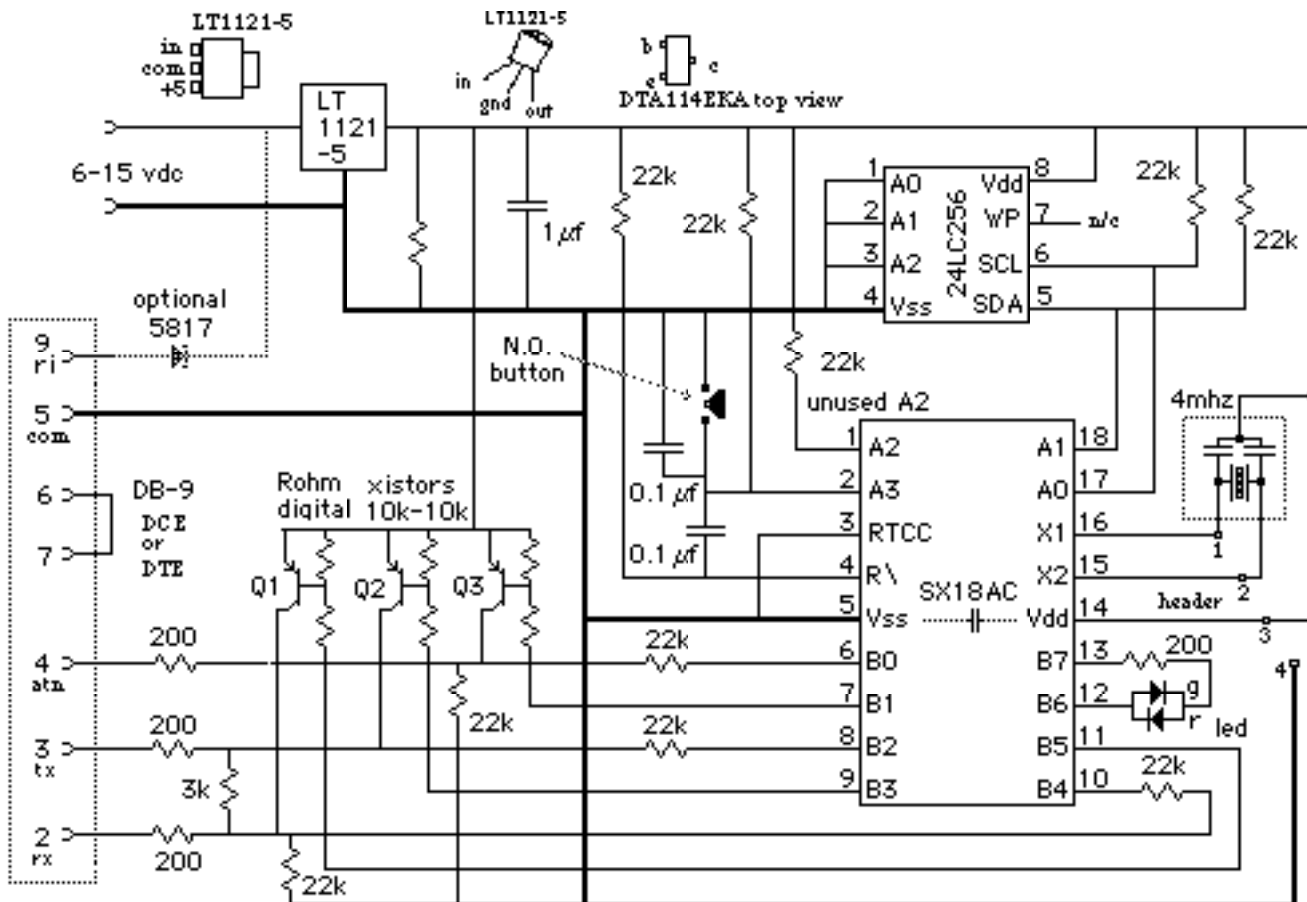 LT1121-5
in
com
+5
LT1121-5
in
gnd
out
b
c
e
DTA114EKA top view
LT
1121
-5
6-15 vdc
1 µf
22k
22k
22k
22k
22k
1 A0
2 A1
3 A2
4 Vss
24LC256
Vdd 8
WP 7 n/c
SCL 6
SDA 5
optional
5817
9
ri
5
com
6
7
DB-9
DCE
or
DTE
N.O.
button
Rohm xistors
digital 10k-10k
Q1
Q2
Q3
0.1 µf
0.1 µf
unused A2
1 A2
2 A3
3 RTCC
4 R\
5 Vss
6 B0
7 B1
8 B2
9 B3
SX18AC
A1 18
A0 17
X1 16
X2 15
Vdd 14
B7 13
B6 12
B5 11
B4 10
4mhz
1
2
header
3
4
200
g
r
led
22k
4
atn
200
22k
22k
3
tx
200
22k
3k
2
rx
200
22k